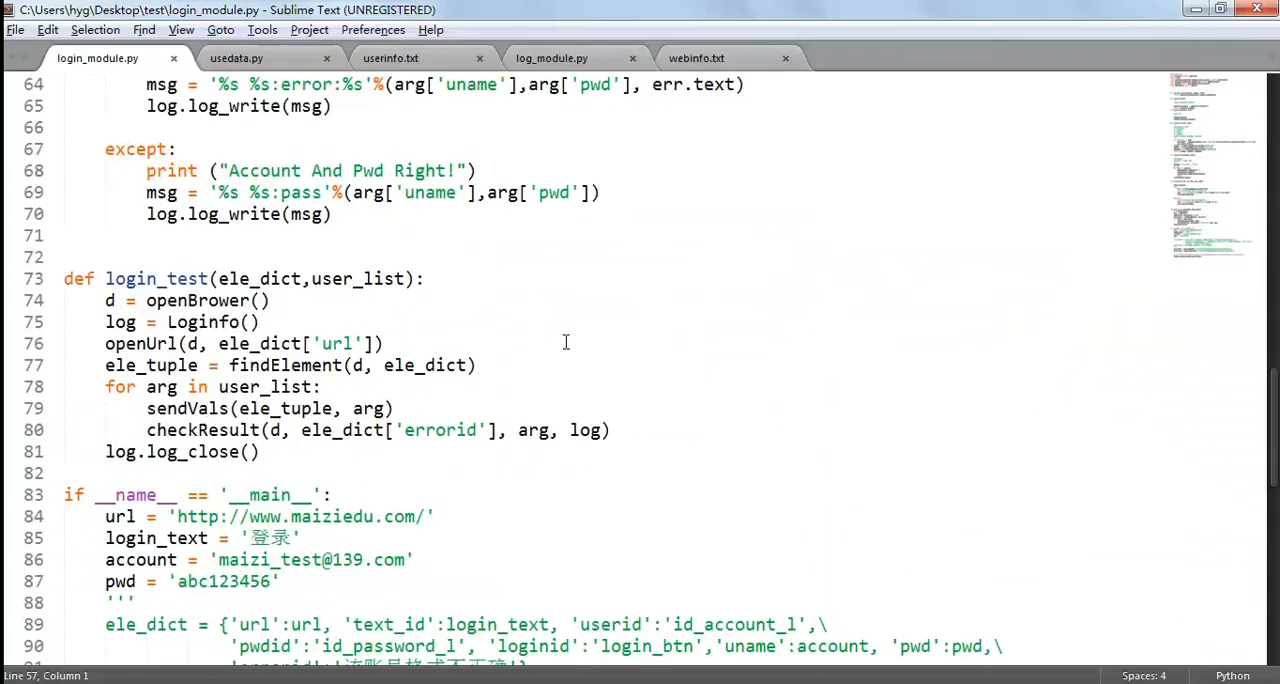 C:\Users\hyg\Desktop\test\login_module.py - Sublime Text (UNREGISTERED)
File Edit Selection Find View Goto Tools Project Preferences Help
login_module.py × usedata.py × userinfo.txt × log_module.py × webinfo.txt ×
64 msg = '%s %s:error:%s'%(arg['uname'],arg['pwd'], err.text)
65 log.log_write(msg)
66
67 except:
68 print ("Account And Pwd Right!")
69 msg = '%s %s:pass'%(arg['uname'],arg['pwd'])
70 log.log_write(msg)
71
72
73 def login_test(ele_dict,user_list):
74 d = openBrower()
75 log = Loginfo()
76 openUrl(d, ele_dict['url'])
77 ele_tuple = findElement(d, ele_dict)
78 for arg in user_list:
79 sendVals(ele_tuple, arg)
80 checkResult(d, ele_dict['errorid'], arg, log)
81 log.log_close()
82
83 if __name__ == '__main__':
84 url = 'http://www.maiziedu.com/'
85 login_text = '登录'
86 account = 'maizi_test@139.com'
87 pwd = 'abc123456'
88 '''
89 ele_dict = {'url':url, 'text_id':login_text, 'userid':'id_account_l',\
90 'pwdid':'id_password_l', 'loginid':'login_btn','uname':account, 'pwd':pwd,\
Line 57, Column 1
Spaces: 4
Python